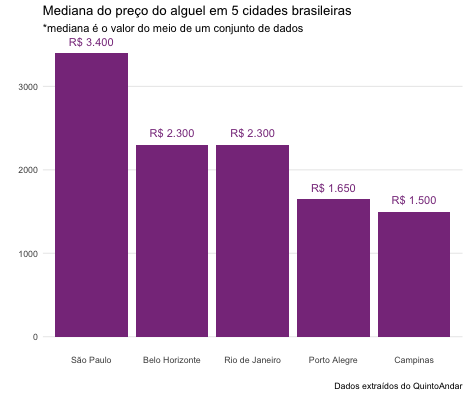 Mediana do preço do alguel em 5 cidades brasileiras
*mediana é o valor do meio de um conjunto de dados
R$ 3.400
R$ 2.300
R$ 2.300
R$ 1.650
R$ 1.500
3000
2000
1000
0
São Paulo
Belo Horizonte
Rio de Janeiro
Porto Alegre
Campinas
Dados extraídos do QuintoAndar